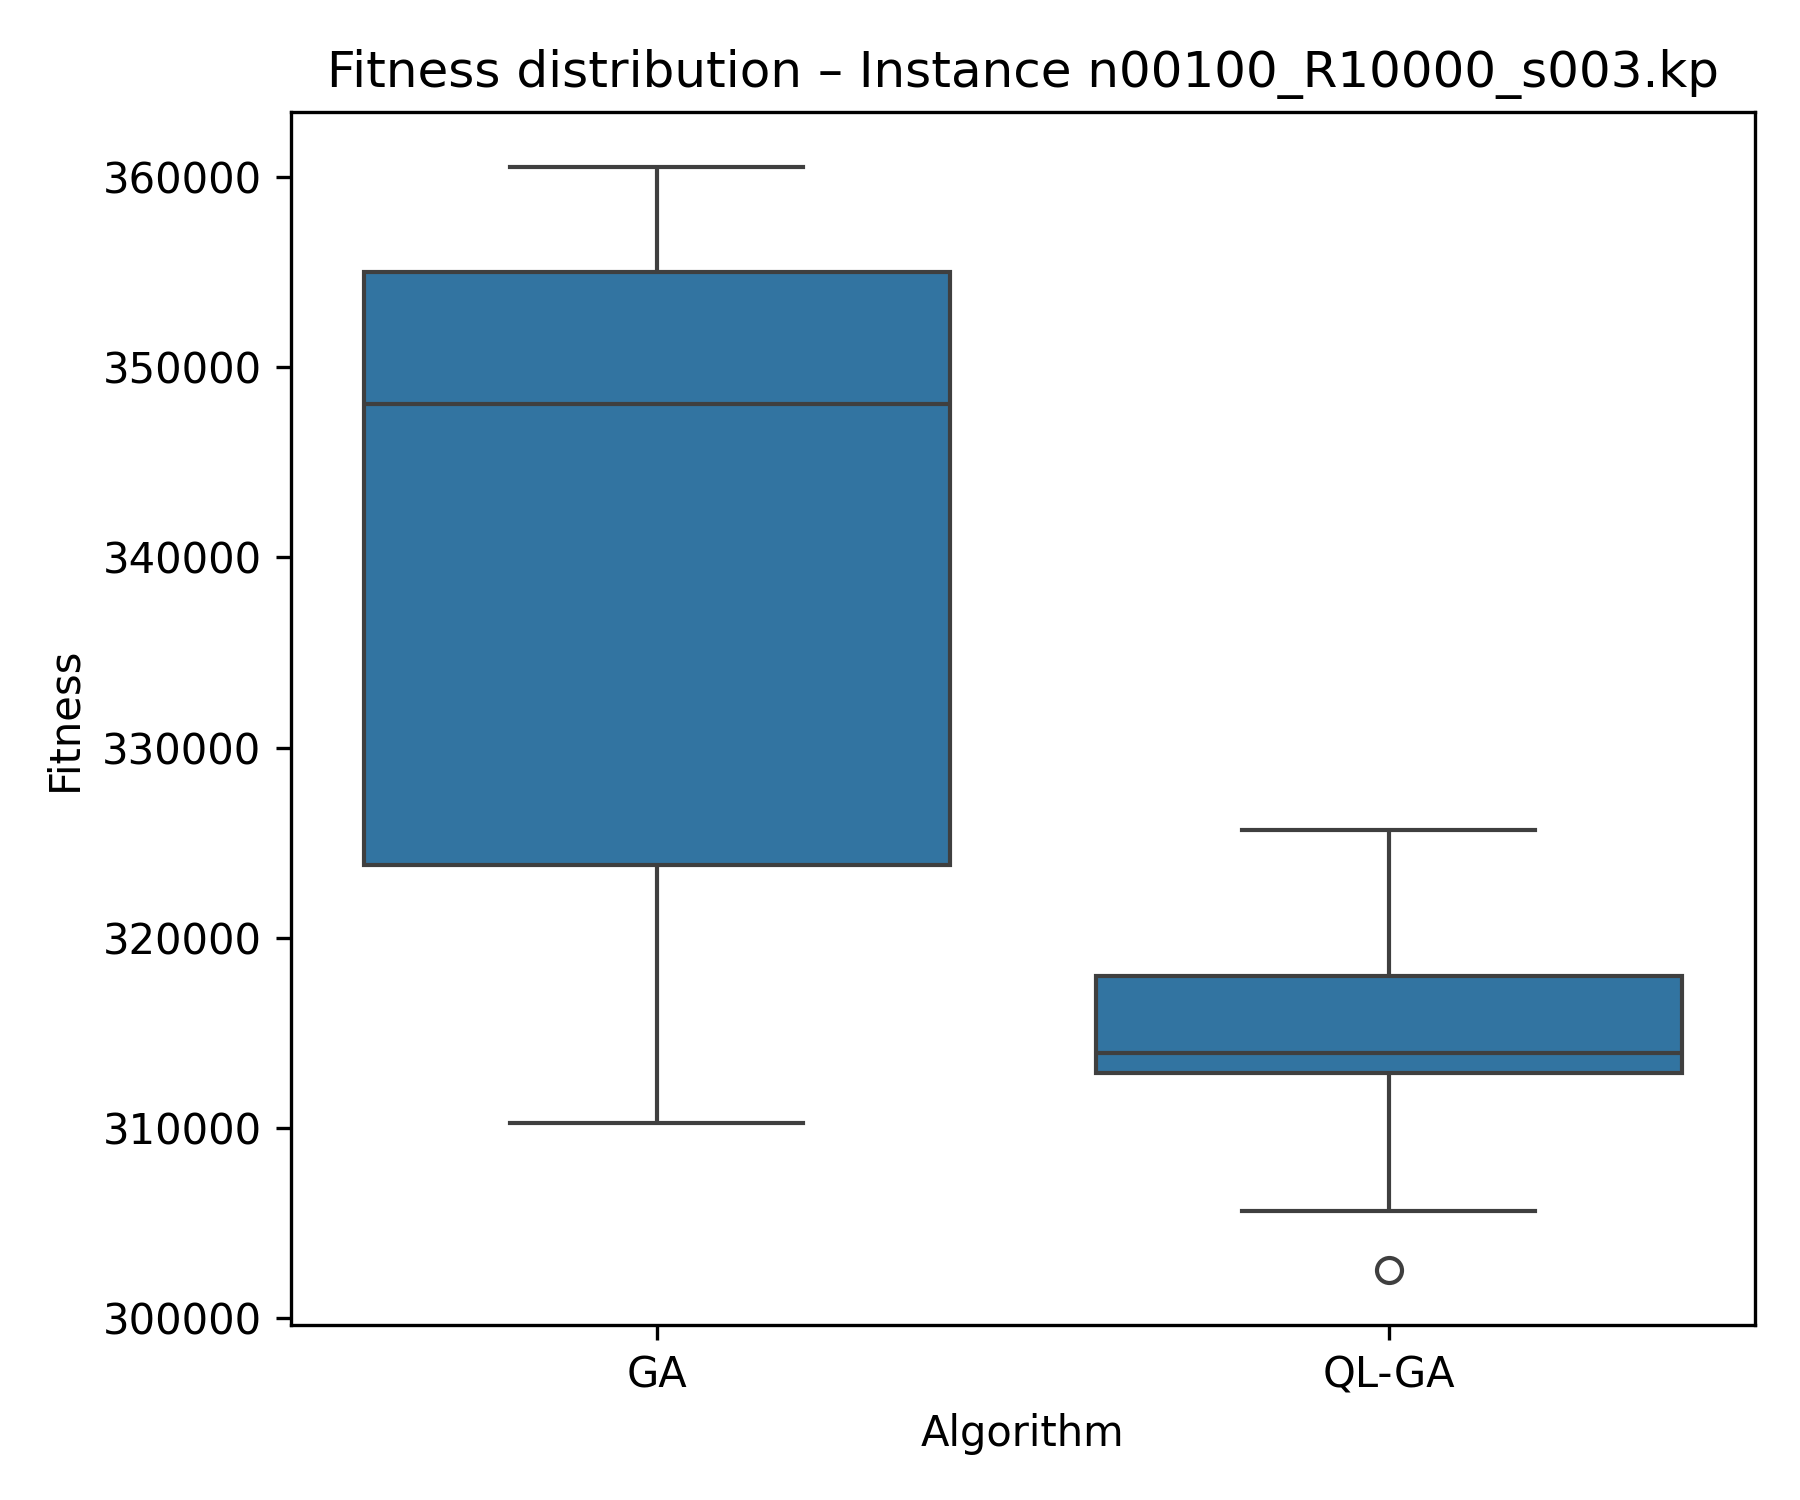 Fitness distribution – Instance n00100_R10000_s003.kp
360000
350000
340000
330000
320000
310000
300000
Fitness
GA
QL-GA
Algorithm